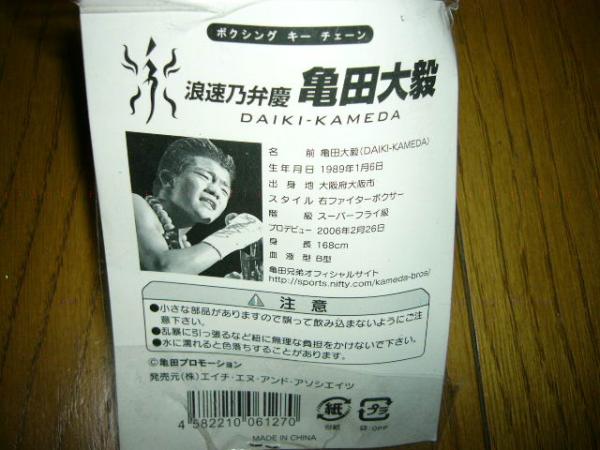 ボクシング キー チェーン
浪速乃弁慶 亀田大毅
DAIKI-KAMEDA
名 前 亀田大毅(DAIKI-KAMEDA)
生年月日 1989年1月6日
出身地 大阪府大阪市
スタイル 右ファイターボクサー
階 級 スーパーフライ級
プロデビュー 2006年2月26日
身 長 168cm
血液型 B型
亀田兄弟オフィシャルサイト
http://sports.nifty.com/kameda-bros/
注 意
●小さな部品がありますので誤って飲み込まないようにご注
意下さい。
●乱暴に引っ張るなど紐に無理な負担をかけないで下さい。
●水に濡れると色落ちすることがあります。
©亀田プロモーション
発売元(株)エイチ・エヌ・アンド・アソシエイツ
4 582210 061270
紙
プラ
袋:OPP
MADE IN CHINA